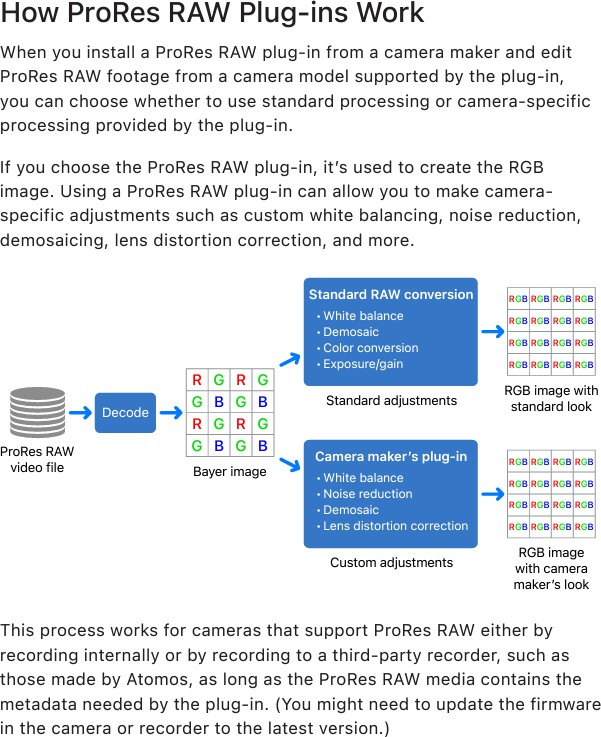 How ProRes RAW Plug-ins Work
When you install a ProRes RAW plug-in from a camera maker and edit
ProRes RAW footage from a camera model supported by the plug-in,
you can choose whether to use standard processing or camera-specific
processing provided by the plug-in.
If you choose the ProRes RAW plug-in, it’s used to create the RGB
image. Using a ProRes RAW plug-in can allow you to make camera-
specific adjustments such as custom white balancing, noise reduction,
demosaicing, lens distortion correction, and more.
ProRes RAW
video file
Decode
R G R G
G B G B
R G R G
G B G B
Bayer image
Standard RAW conversion
• White balance
• Demosaic
• Color conversion
• Exposure/gain
Standard adjustments
RGB RGB RGB RGB
RGB RGB RGB RGB
RGB RGB RGB RGB
RGB RGB RGB RGB
RGB image with
standard look
Camera maker’s plug-in
• White balance
• Noise reduction
• Demosaic
• Lens distortion correction
Custom adjustments
RGB RGB RGB RGB
RGB RGB RGB RGB
RGB RGB RGB RGB
RGB RGB RGB RGB
RGB image
with camera
maker’s look
This process works for cameras that support ProRes RAW either by
recording internally or by recording to a third-party recorder, such as
those made by Atomos, as long as the ProRes RAW media contains the
metadata needed by the plug-in. (You might need to update the firmware
in the camera or recorder to the latest version.)